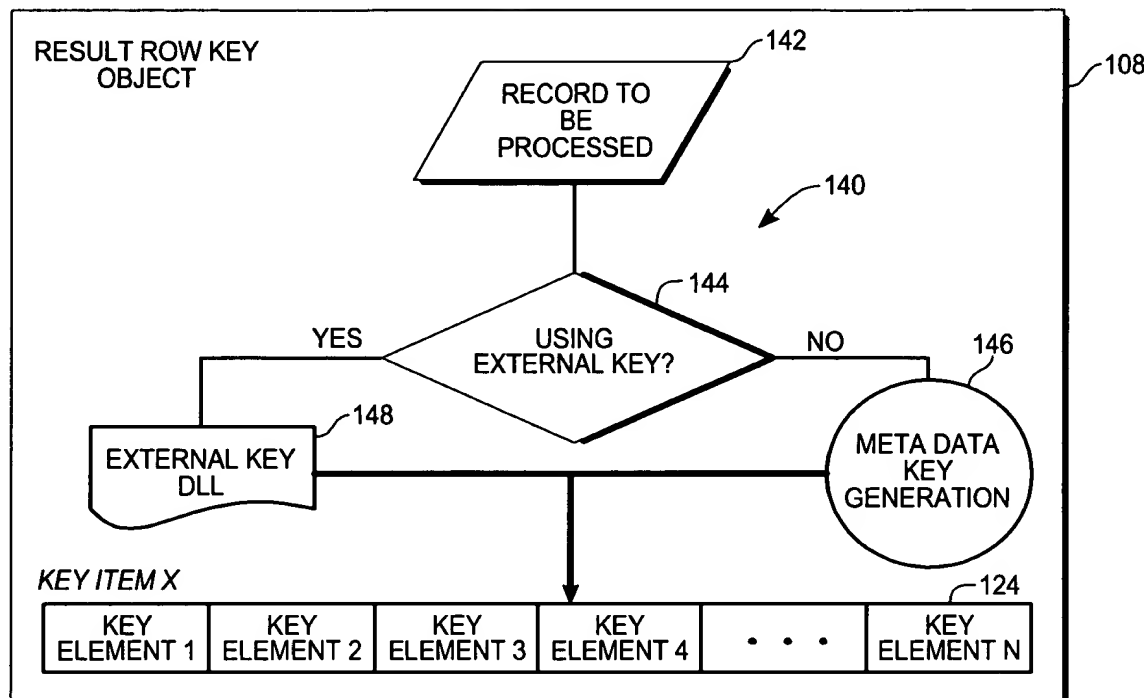 RESULT ROW KEY
OBJECT
142
108
RECORD TO
BE
PROCESSED
140
144
YES
USING
EXTERNAL KEY?
NO
146
148
EXTERNAL KEY
DLL
META DATA
KEY
GENERATION
KEY ITEM X
124
KEY
ELEMENT 1
KEY
ELEMENT 2
KEY
ELEMENT 3
KEY
ELEMENT 4
• • •
KEY
ELEMENT N